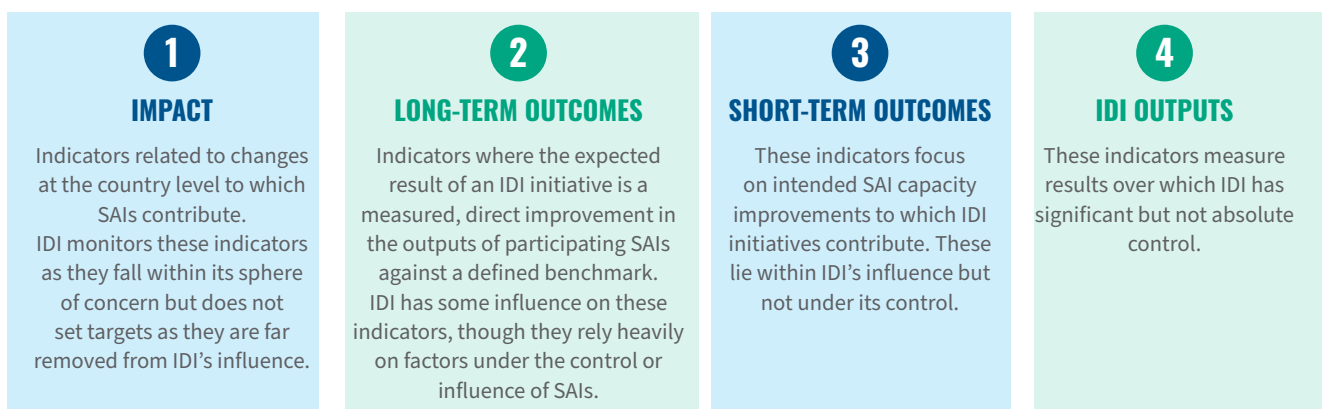 1
IMPACT
Indicators related to changes
at the country level to which
SAIs contribute.
IDI monitors these indicators
as they fall within its sphere
of concern but does not
set targets as they are far
removed from IDI’s influence.
2
LONG-TERM OUTCOMES
Indicators where the expected
result of an IDI initiative is a
measured, direct improvement in
the outputs of participating SAIs
against a defined benchmark.
IDI has some influence on these
indicators, though they rely heavily
on factors under the control or
influence of SAIs.
3
SHORT-TERM OUTCOMES
These indicators focus
on intended SAI capacity
improvements to which IDI
initiatives contribute. These
lie within IDI’s influence but
not under its control.
4
IDI OUTPUTS
These indicators measure
results over which IDI has
significant but not absolute
control.